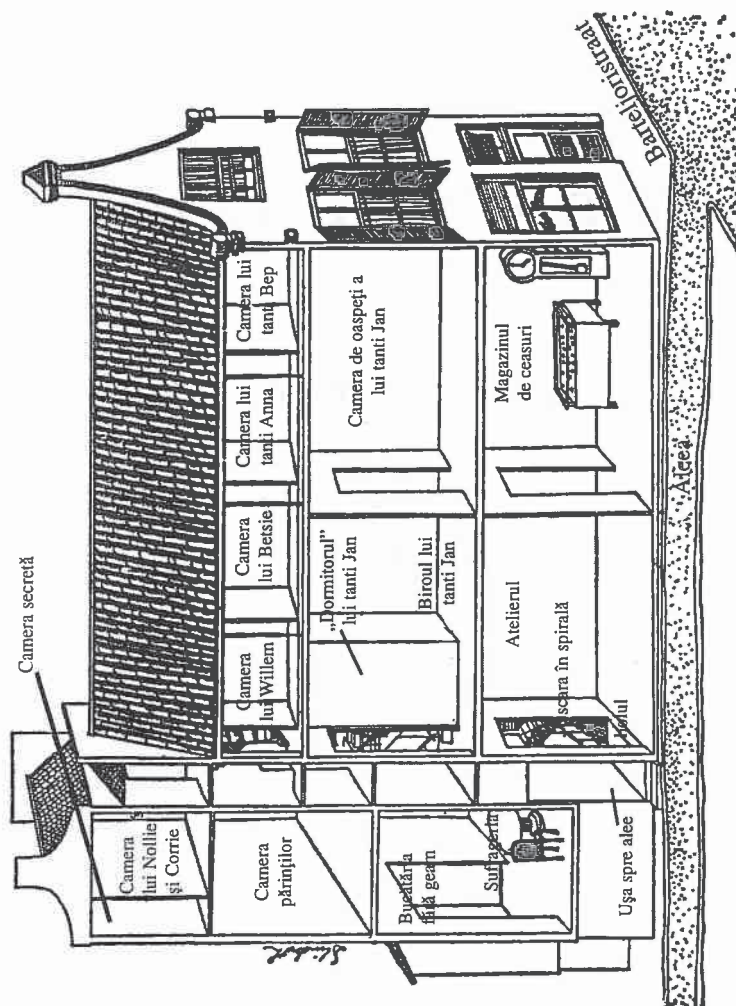 Camera secretă
Camera
lui Nollie
și Corrie
Camera
părinților
Bucătăria
fără geam
Sufrageria
Ușa spre alee
Camera
lui Willem
Camera
lui Betsie
Camera lui
tanti Anna
Camera lui
tanti Bep
„Dormitorul”
lui tanti Jan
Biroul lui
tanti Jan
Camera de oaspeți a
lui tanti Jan
Atelierul
scara în spirală
Magazinul
de ceasuri
Aleea